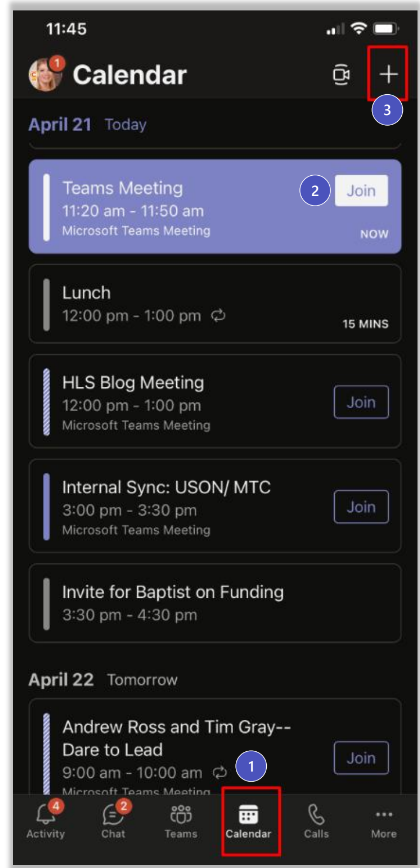 11:45
1
Calendar
3
April 21 Today
Teams Meeting
11:20 am - 11:50 am
Microsoft Teams Meeting
2
Join
NOW
Lunch
12:00 pm - 1:00 pm
15 MINS
HLS Blog Meeting
12:00 pm - 1:00 pm
Microsoft Teams Meeting
Join
Internal Sync: USON/ MTC
3:00 pm - 3:30 pm
Microsoft Teams Meeting
Join
Invite for Baptist on Funding
3:30 pm - 4:30 pm
April 22 Tomorrow
Andrew Ross and Tim Gray--
Dare to Lead
9:00 am - 10:00 am
Microsoft Teams Meeting
1
Join
4
Activity
2
Chat
Teams
Calendar
Calls
More